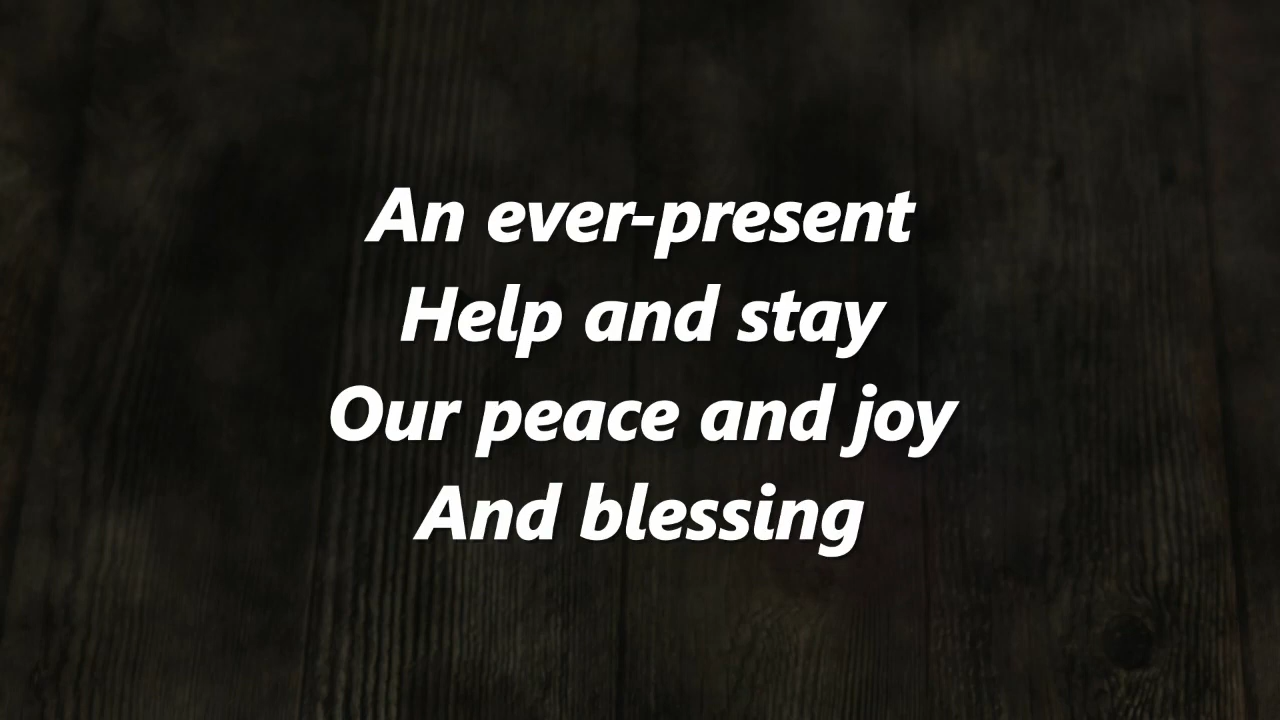 An ever-present
Help and stay
Our peace and joy
And blessing